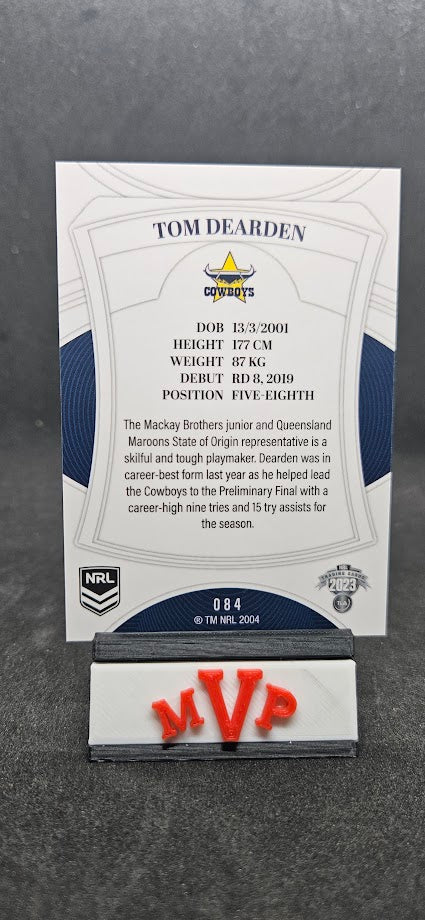 TOM DEARDEN
COWBOYS
DOB 13/3/2001
HEIGHT 177 CM
WEIGHT 87 KG
DEBUT RD 8, 2019
POSITION FIVE-EIGHTH
The Mackay Brothers junior and Queensland
Maroons State of Origin representative is a
skilful and tough playmaker. Dearden was in
career-best form last year as he helped lead
the Cowboys to the Preliminary Final with a
career-high nine tries and 15 try assists for
the season.
NRL
TRADING CARDS
2023
084
® TM NRL 2004
MVP